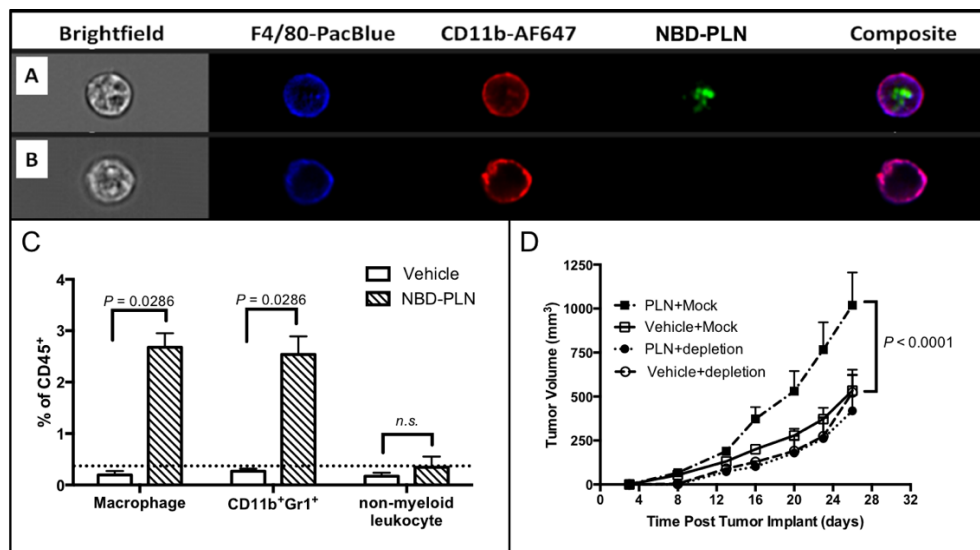 Brightfield F4/80-PacBlue CD11b-AF647 NBD-PLN Composite
A
B
C
Vehicle
NBD-PLN
P = 0.0286
P = 0.0286
n.s.
% of CD45⁺
4
3
2
1
0
Macrophage
CD11b⁺Gr1⁺
non-myeloid
leukocyte
D
PLN+Mock
Vehicle+Mock
PLN+depletion
Vehicle+depletion
P < 0.0001
Tumor Volume (mm³)
1250
1000
750
500
250
0
0 4 8 12 16 20 24 28 32
Time Post Tumor Implant (days)